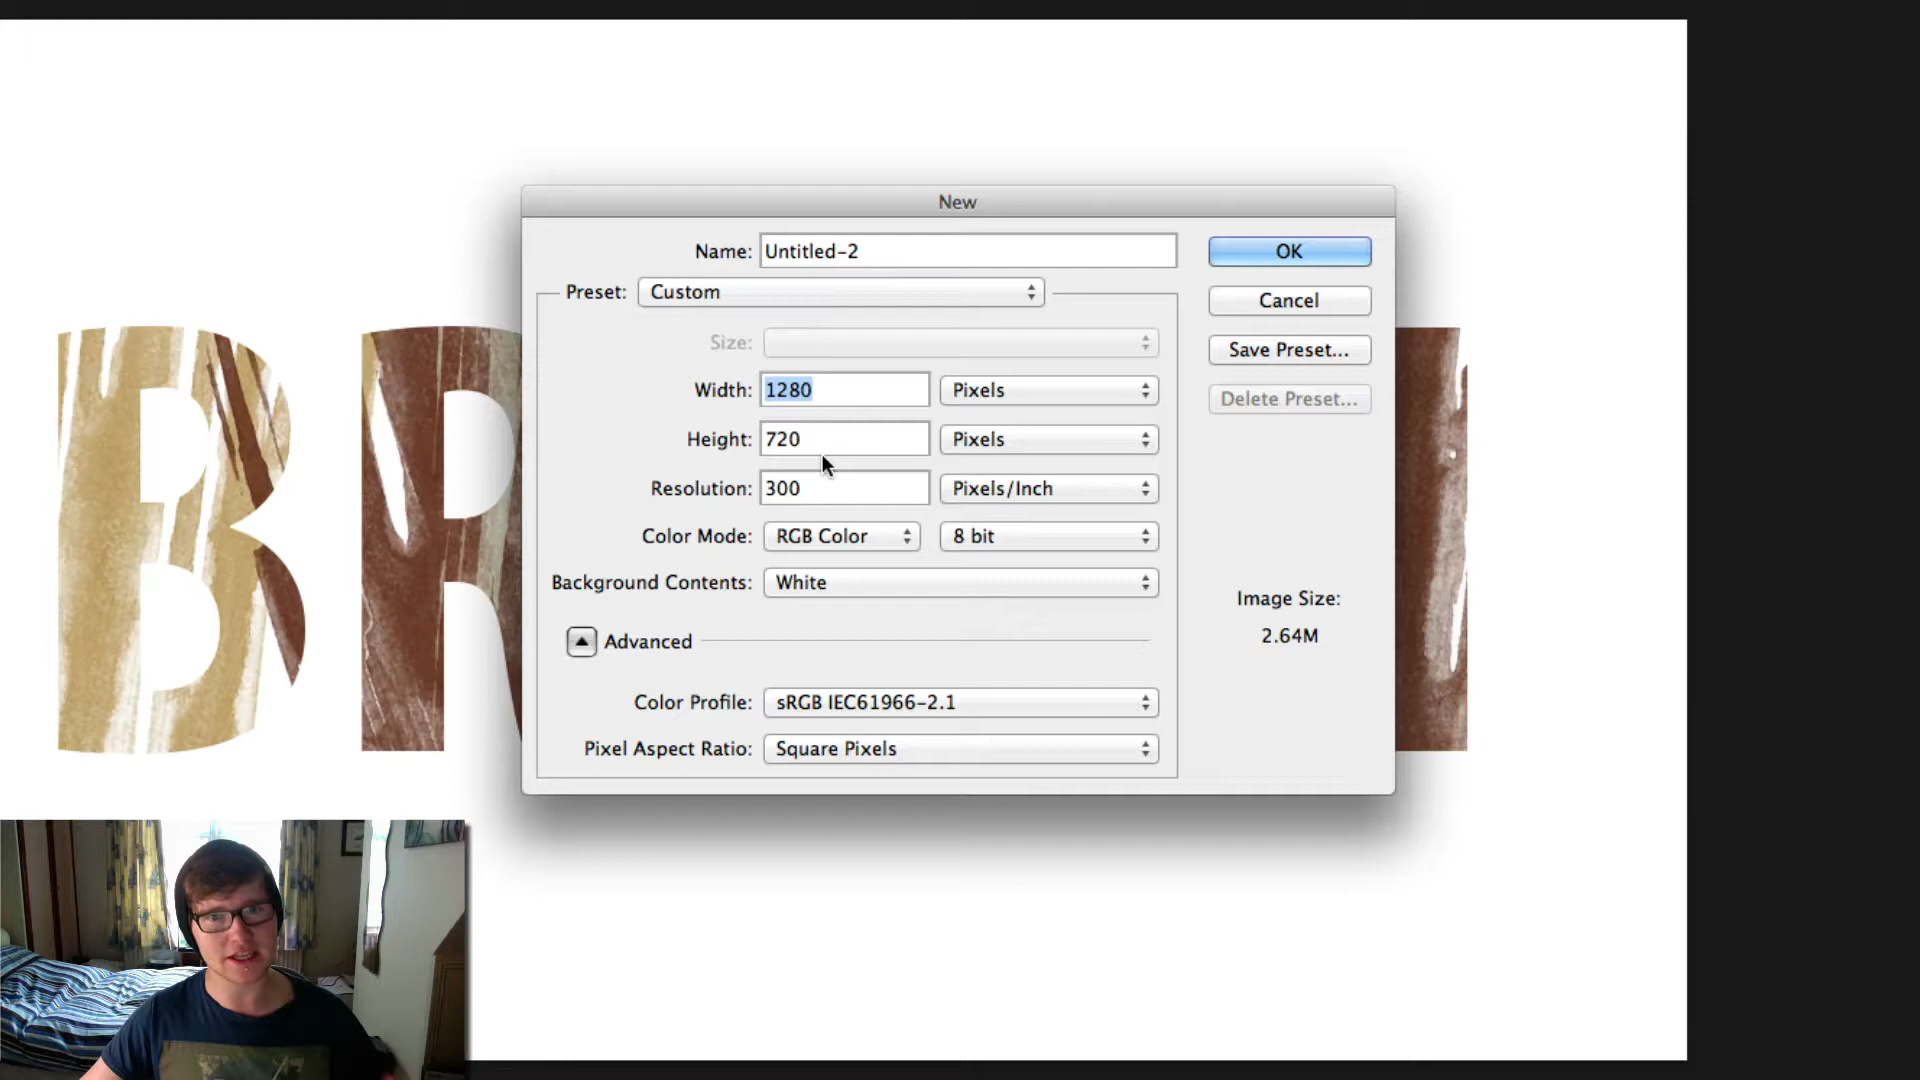 New
Name: Untitled-2
OK
Preset: Custom
Cancel
Size:
Save Preset...
Width: 1280 Pixels
Delete Preset...
Height: 720 Pixels
Resolution: 300 Pixels/Inch
Color Mode: RGB Color 8 bit
Background Contents: White
Image Size:
2.64M
Advanced
Color Profile: sRGB IEC61966-2.1
Pixel Aspect Ratio: Square Pixels
BR